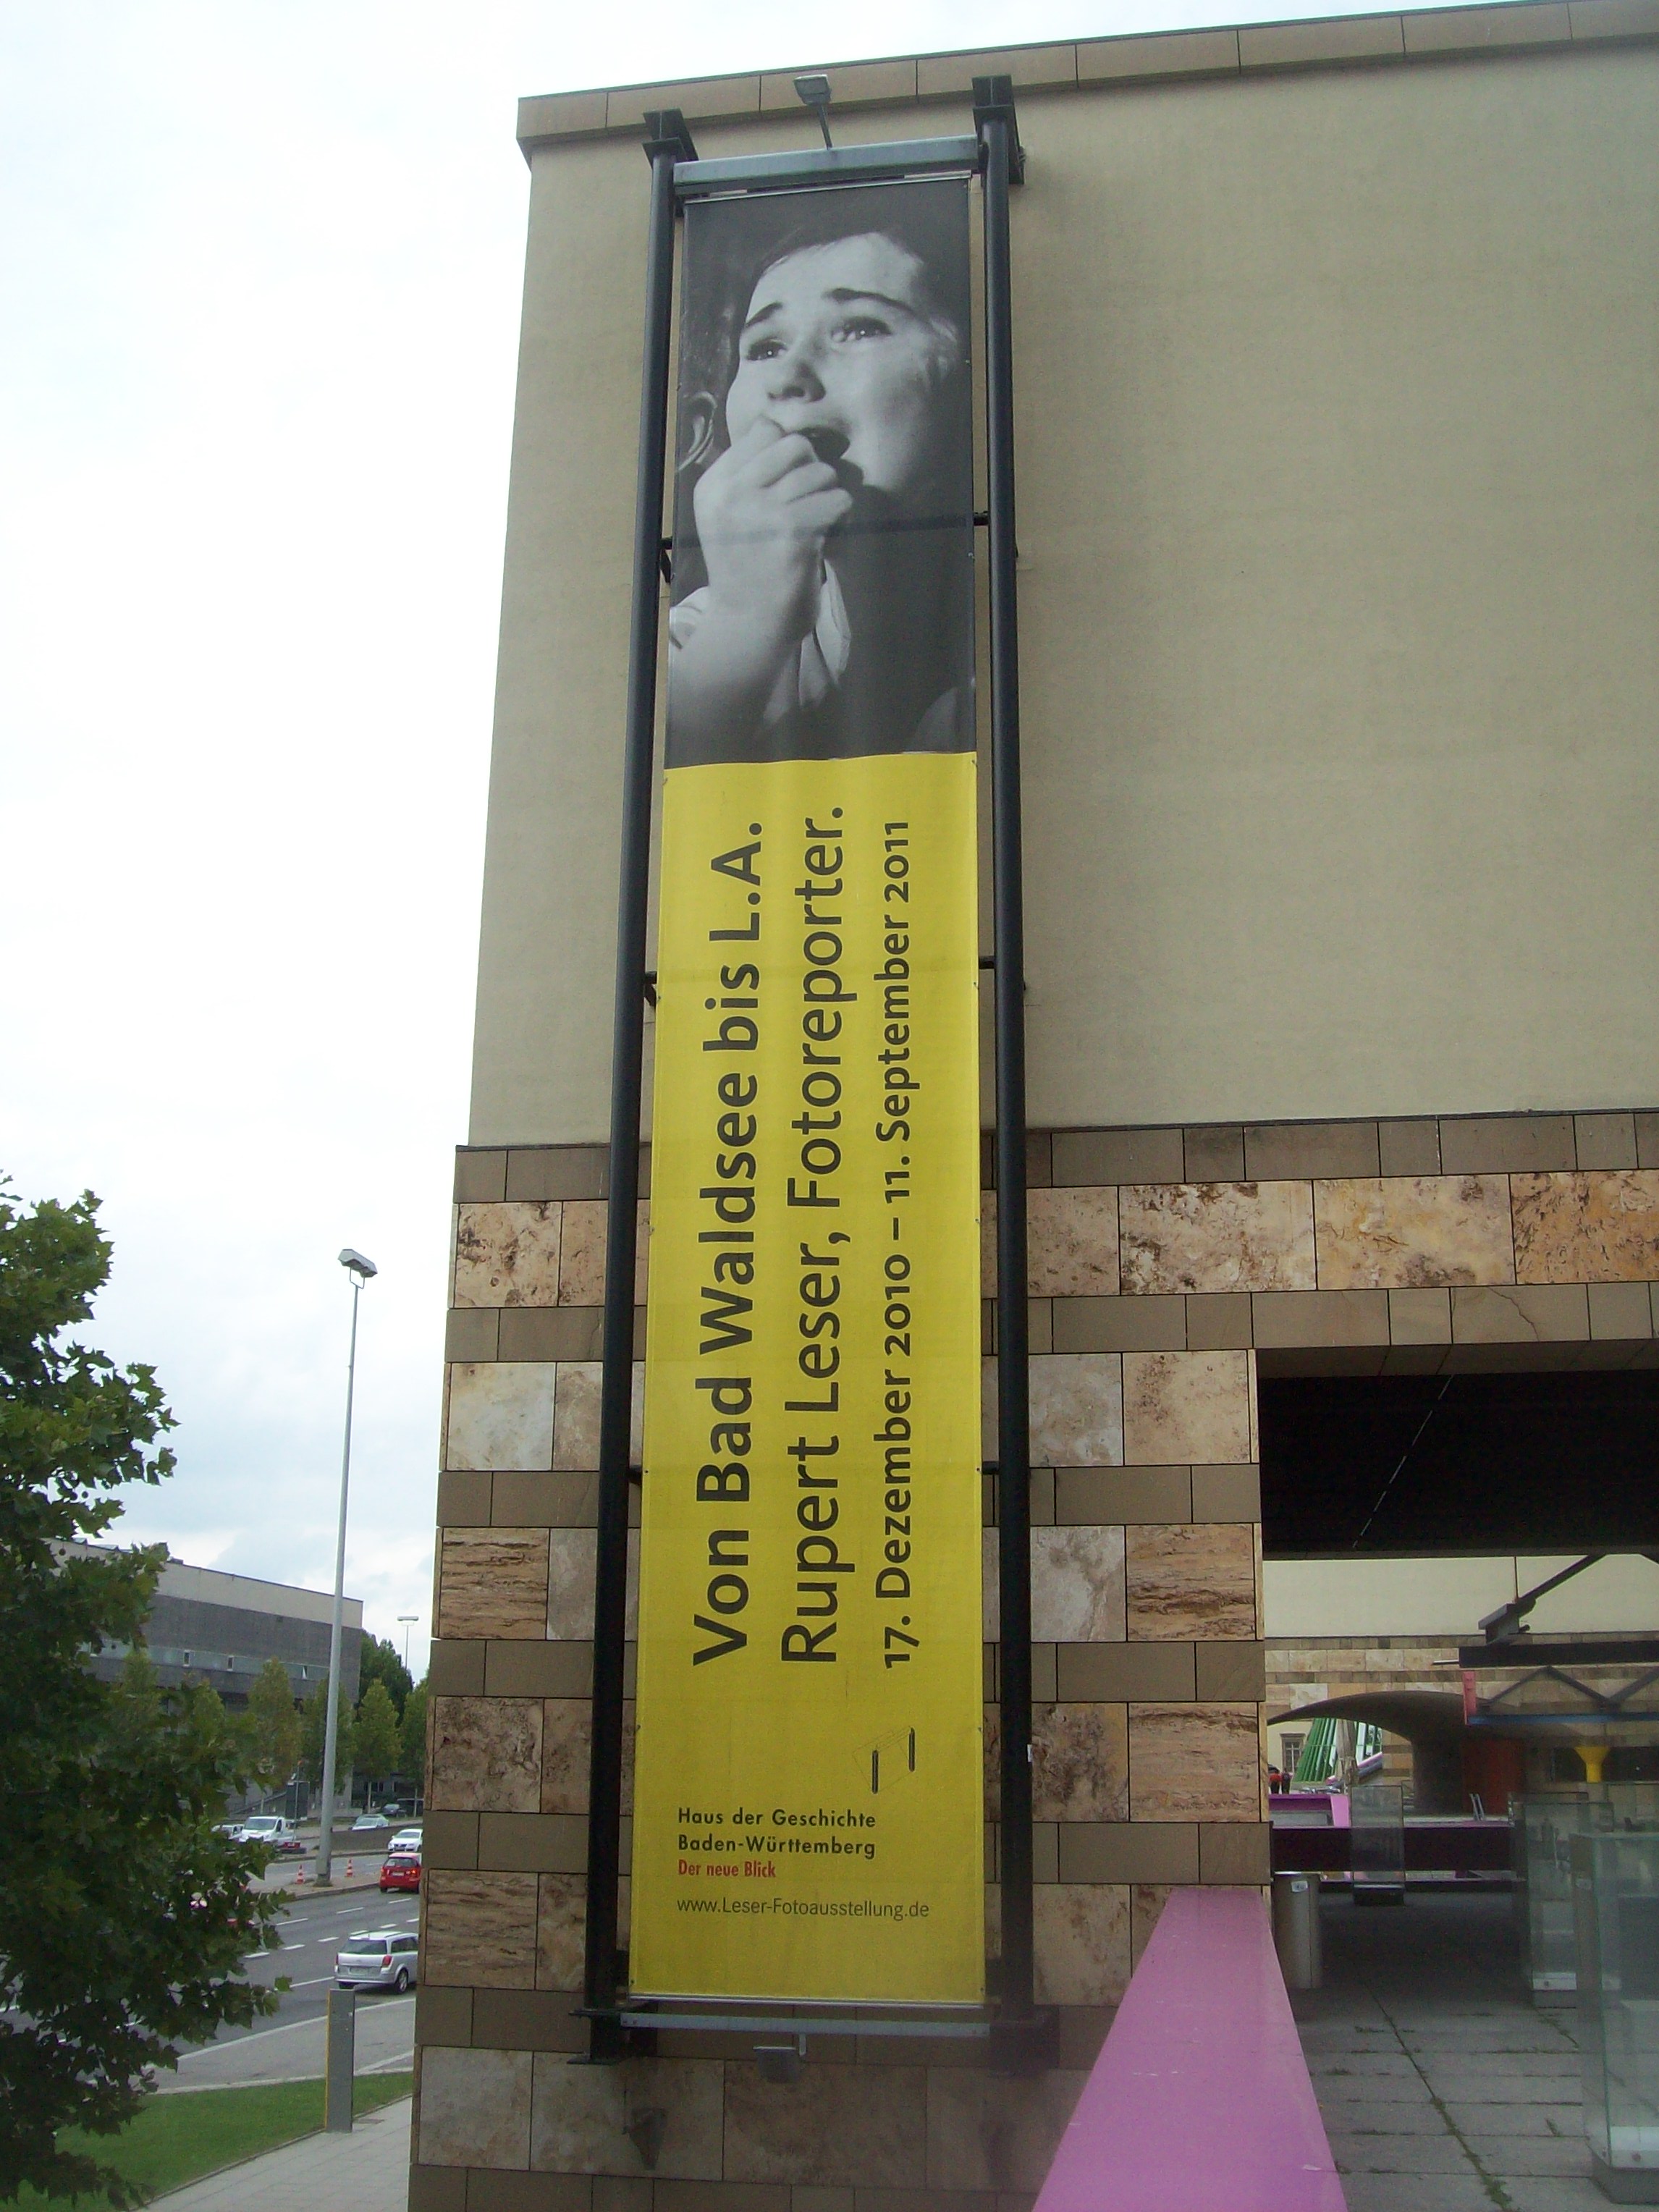 Von Bad Waldsee bis L.A.
Rupert Leser, Fotoreporter.
17. Dezember 2010 – 11. September 2011
Haus der Geschichte
Baden-Württemberg
Der neue Blick
www.Leser-Fotoausstellung.de